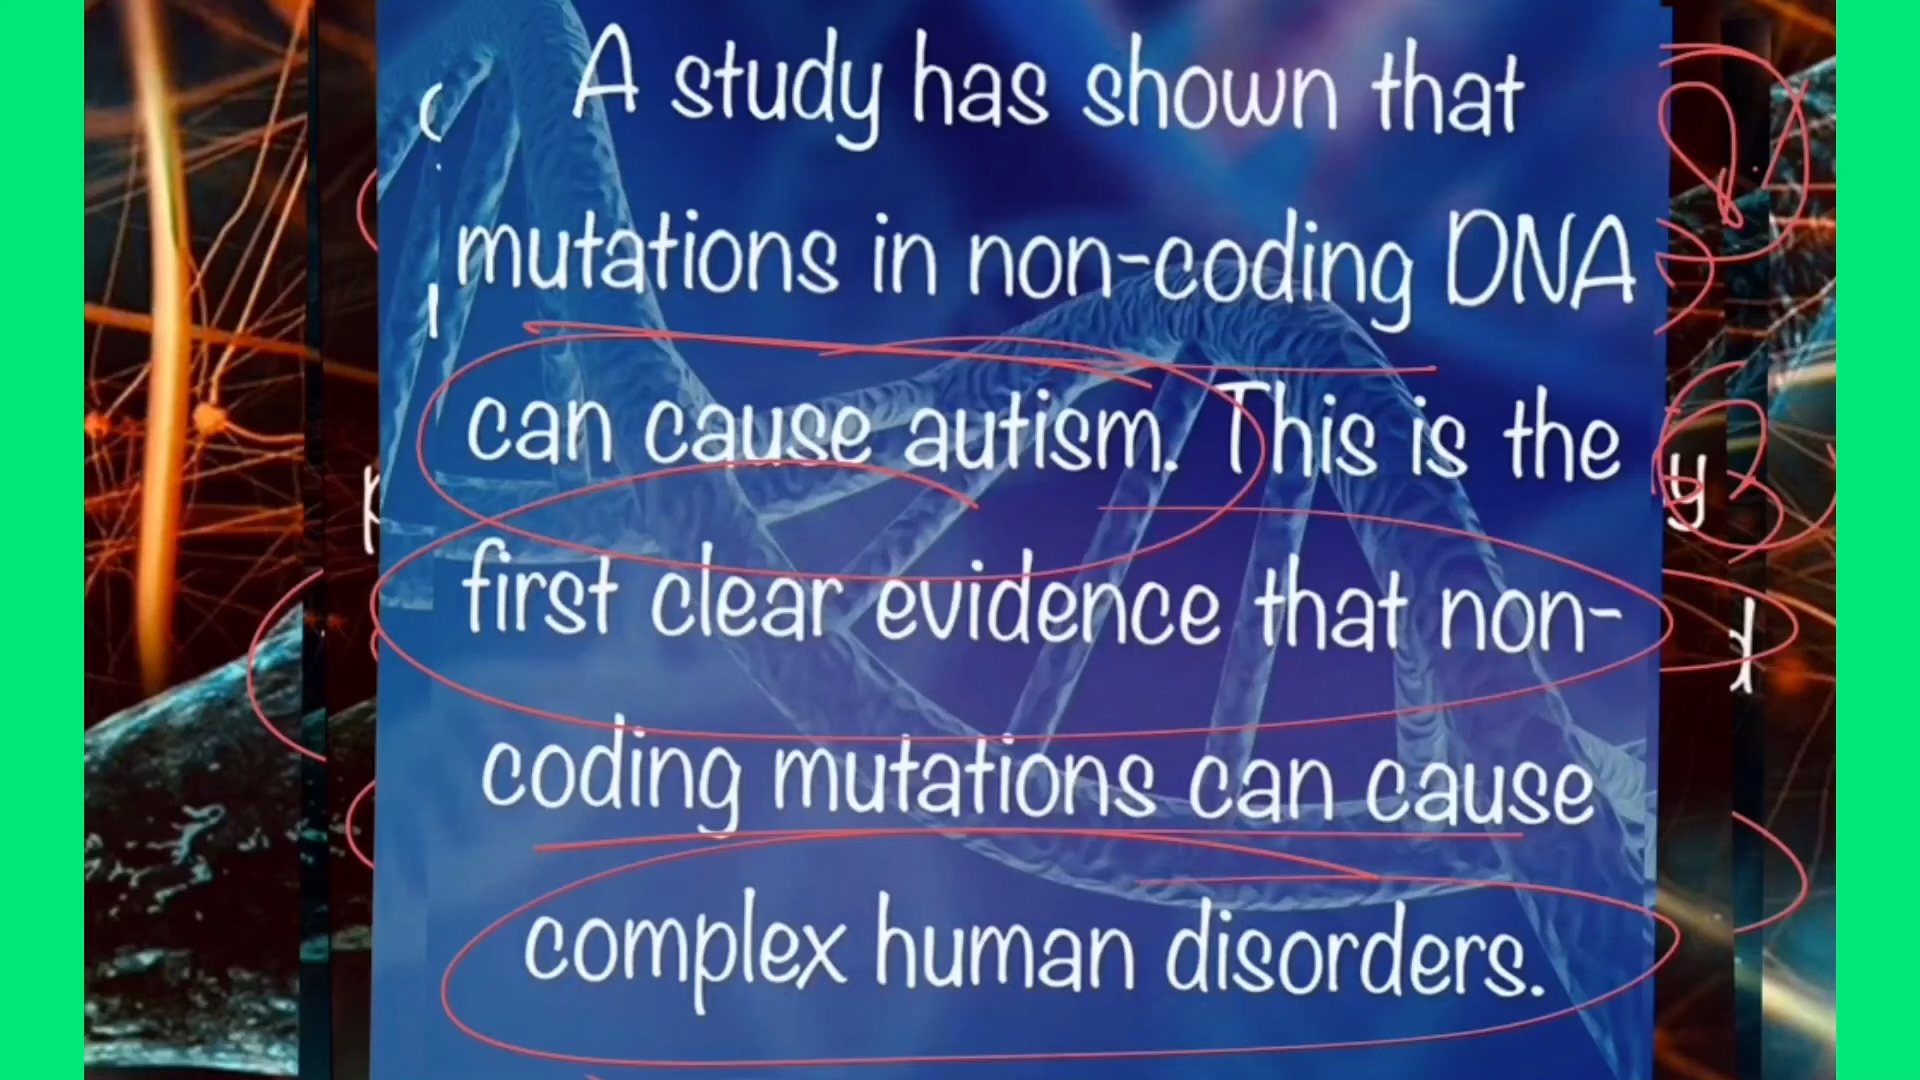 A study has shown that
mutations in non-coding DNA
can cause autism. This is the
first clear evidence that non-
coding mutations can cause
complex human disorders.